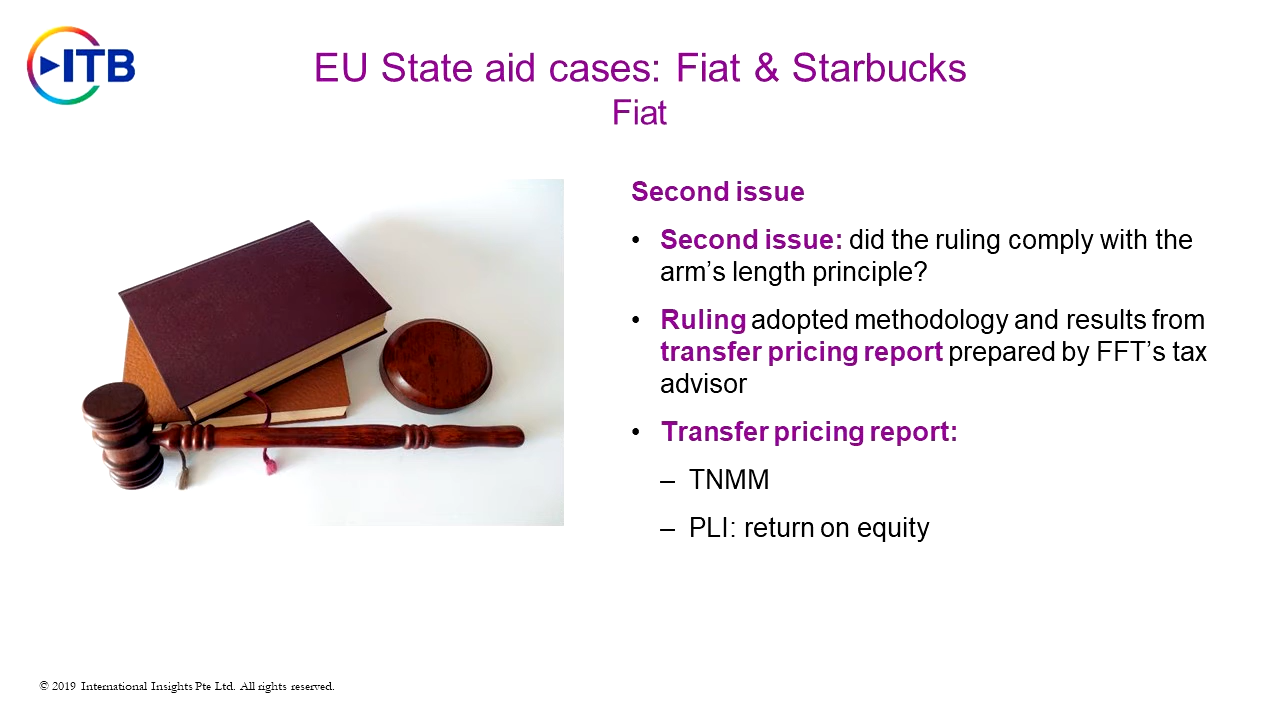 ITB
EU State aid cases: Fiat & Starbucks
Fiat
Second issue
• Second issue: did the ruling comply with the
arm’s length principle?
• Ruling adopted methodology and results from
transfer pricing report prepared by FFT’s tax
advisor
• Transfer pricing report:
– TNMM
– PLI: return on equity
© 2019 International Insights Pte Ltd. All rights reserved.